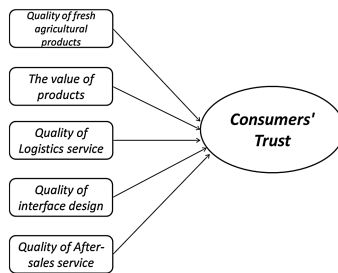 Quality of fresh
agricultural
products
The value of
products
Quality of
Logistics service
Quality of
interface design
Quality of After-
sales service
Consumers'
Trust